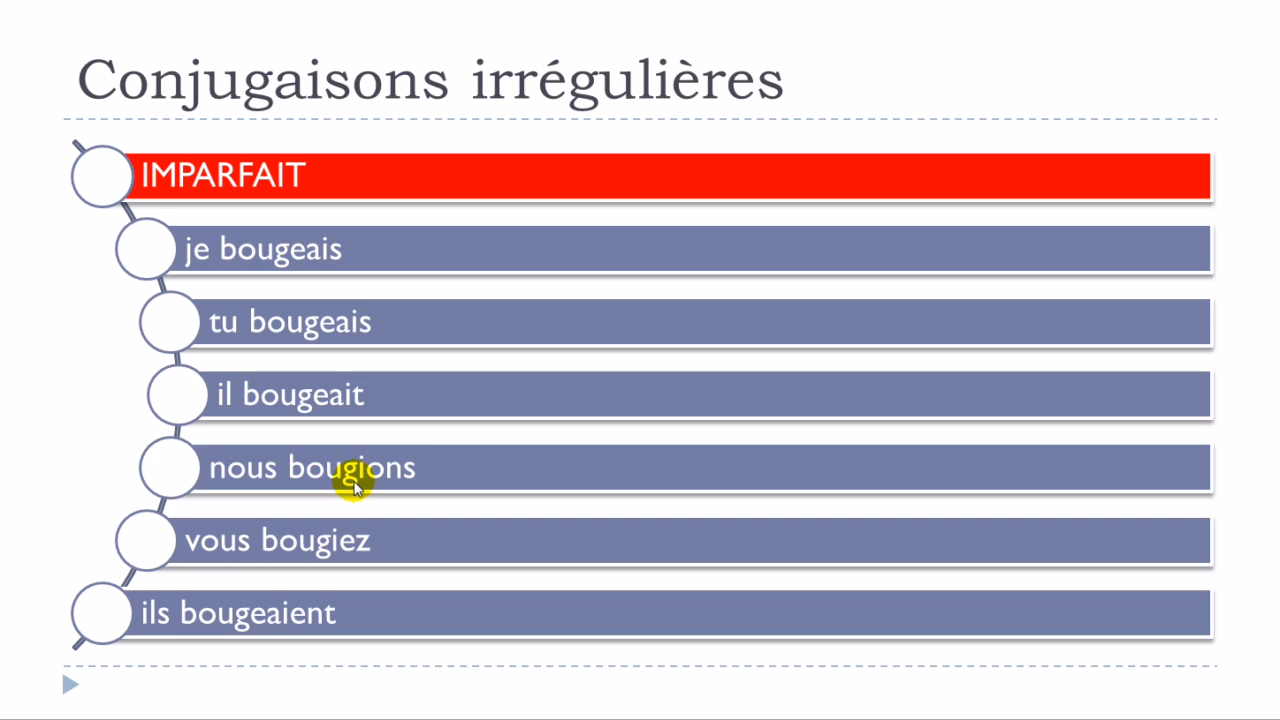 Conjugaisons irrégulières
IMPARFAIT
je bougeais
tu bougeais
il bougeait
nous bougions
vous bougiez
ils bougeaient